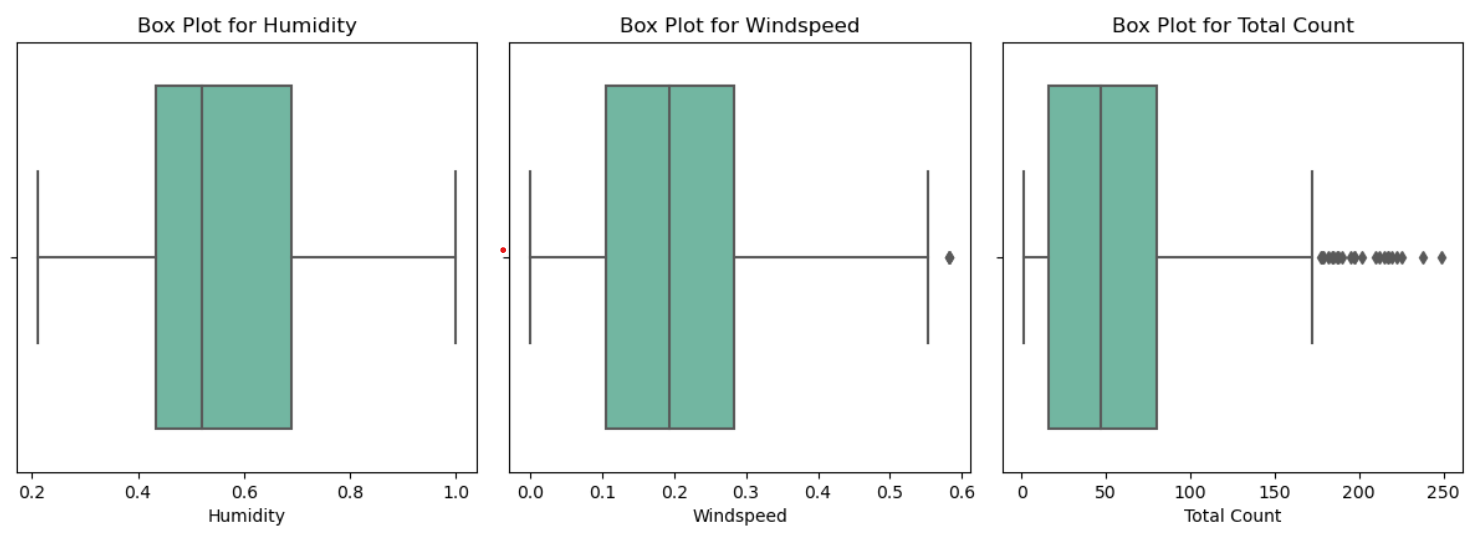 Box Plot for Humidity
0.2 0.4 0.6 0.8 1.0
Humidity
Box Plot for Windspeed
0.0 0.1 0.2 0.3 0.4 0.5 0.6
Windspeed
Box Plot for Total Count
0 50 100 150 200 250
Total Count